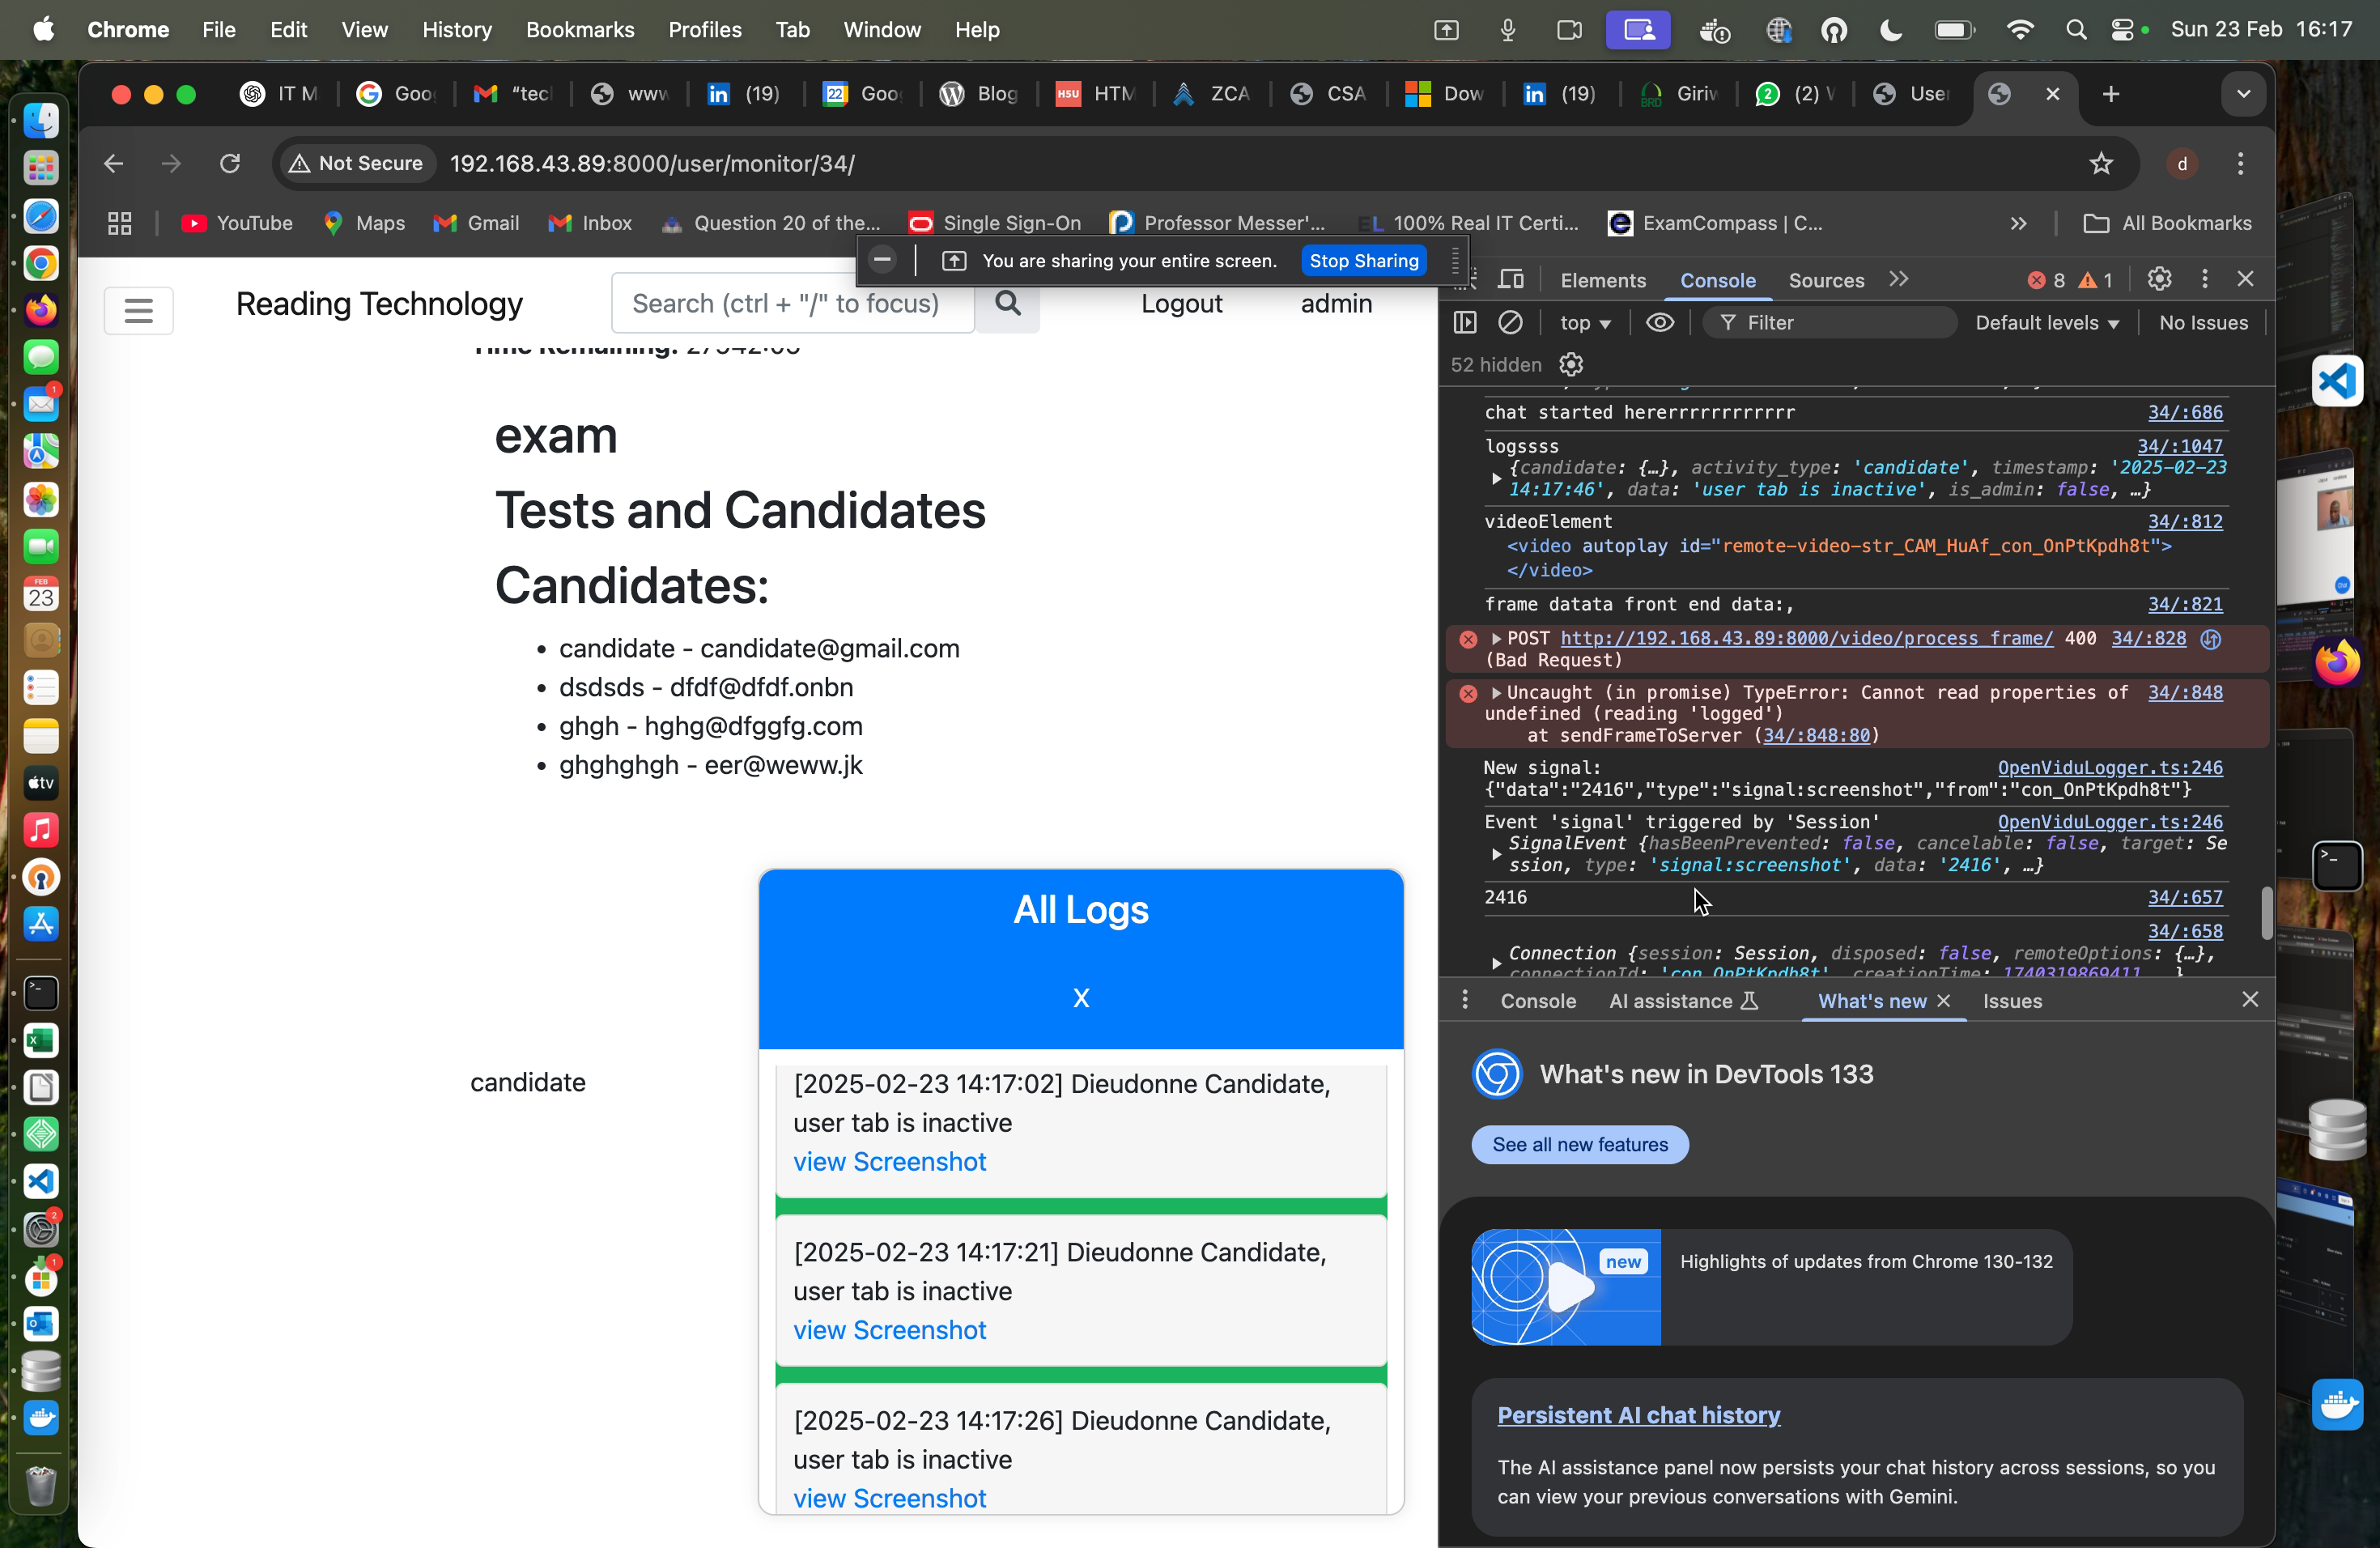 Chrome File Edit View History Bookmarks Profiles Tab Window Help Sun 23 Feb 16:17
IT M Goo "tecl www (19) 22 Goo Blog H5U HTM ZCA CSA Dow (19) BRD Giriw 2 (2) User
Not Secure 192.168.43.89:8000/user/monitor/34/ d
YouTube Maps Gmail Inbox Question 20 of the... Single Sign-On Professor Messer'... EL 100% Real IT Certi... ExamCompass | C... » All Bookmarks
You are sharing your entire screen. Stop Sharing
Reading Technology
Search (ctrl + "/" to focus)
Logout
admin
exam
Tests and Candidates
Candidates:
• candidate - candidate@gmail.com
• dsdsds - dfdf@dfdf.onbn
• ghgh - hghg@dfggfg.com
• ghghghgh - eer@weww.jk
candidate
All Logs
X
[2025-02-23 14:17:02] Dieudonne Candidate,
user tab is inactive
view Screenshot
[2025-02-23 14:17:21] Dieudonne Candidate,
user tab is inactive
view Screenshot
[2025-02-23 14:17:26] Dieudonne Candidate,
user tab is inactive
view Screenshot
Elements Console Sources » 8 1
top Filter Default levels No Issues
52 hidden
chat started hererrrrrrrrrrrr 34/:686
logssss 34/:1047
{candidate: {…}, activity_type: 'candidate', timestamp: '2025-02-23
14:17:46', data: 'user tab is inactive', is_admin: false, …}
videoElement 34/:812
<video autoplay id="remote-video-str_CAM_HuAf_con_OnPtKpdh8t">
</video>
frame datata front end data:, 34/:821
POST http://192.168.43.89:8000/video/process_frame/ 400 34/:828
(Bad Request)
Uncaught (in promise) TypeError: Cannot read properties of 34/:848
undefined (reading 'logged')
at sendFrameToServer (34/:848:80)
New signal: OpenViduLogger.ts:246
{"data":"2416","type":"signal:screenshot","from":"con_OnPtKpdh8t"}
Event 'signal' triggered by 'Session' OpenViduLogger.ts:246
SignalEvent {hasBeenPrevented: false, cancelable: false, target: Se
ssion, type: 'signal:screenshot', data: '2416', …}
2416 34/:657
34/:658
Connection {session: Session, disposed: false, remoteOptions: {…},
connectionId: 'con_OnPtKpdh8t', creationTime: 1740319869411, …}
Console AI assistance What's new Issues
What's new in DevTools 133
See all new features
new
Highlights of updates from Chrome 130-132
Persistent AI chat history
The AI assistance panel now persists your chat history across sessions, so you
can view your previous conversations with Gemini.
FEB
23
tv